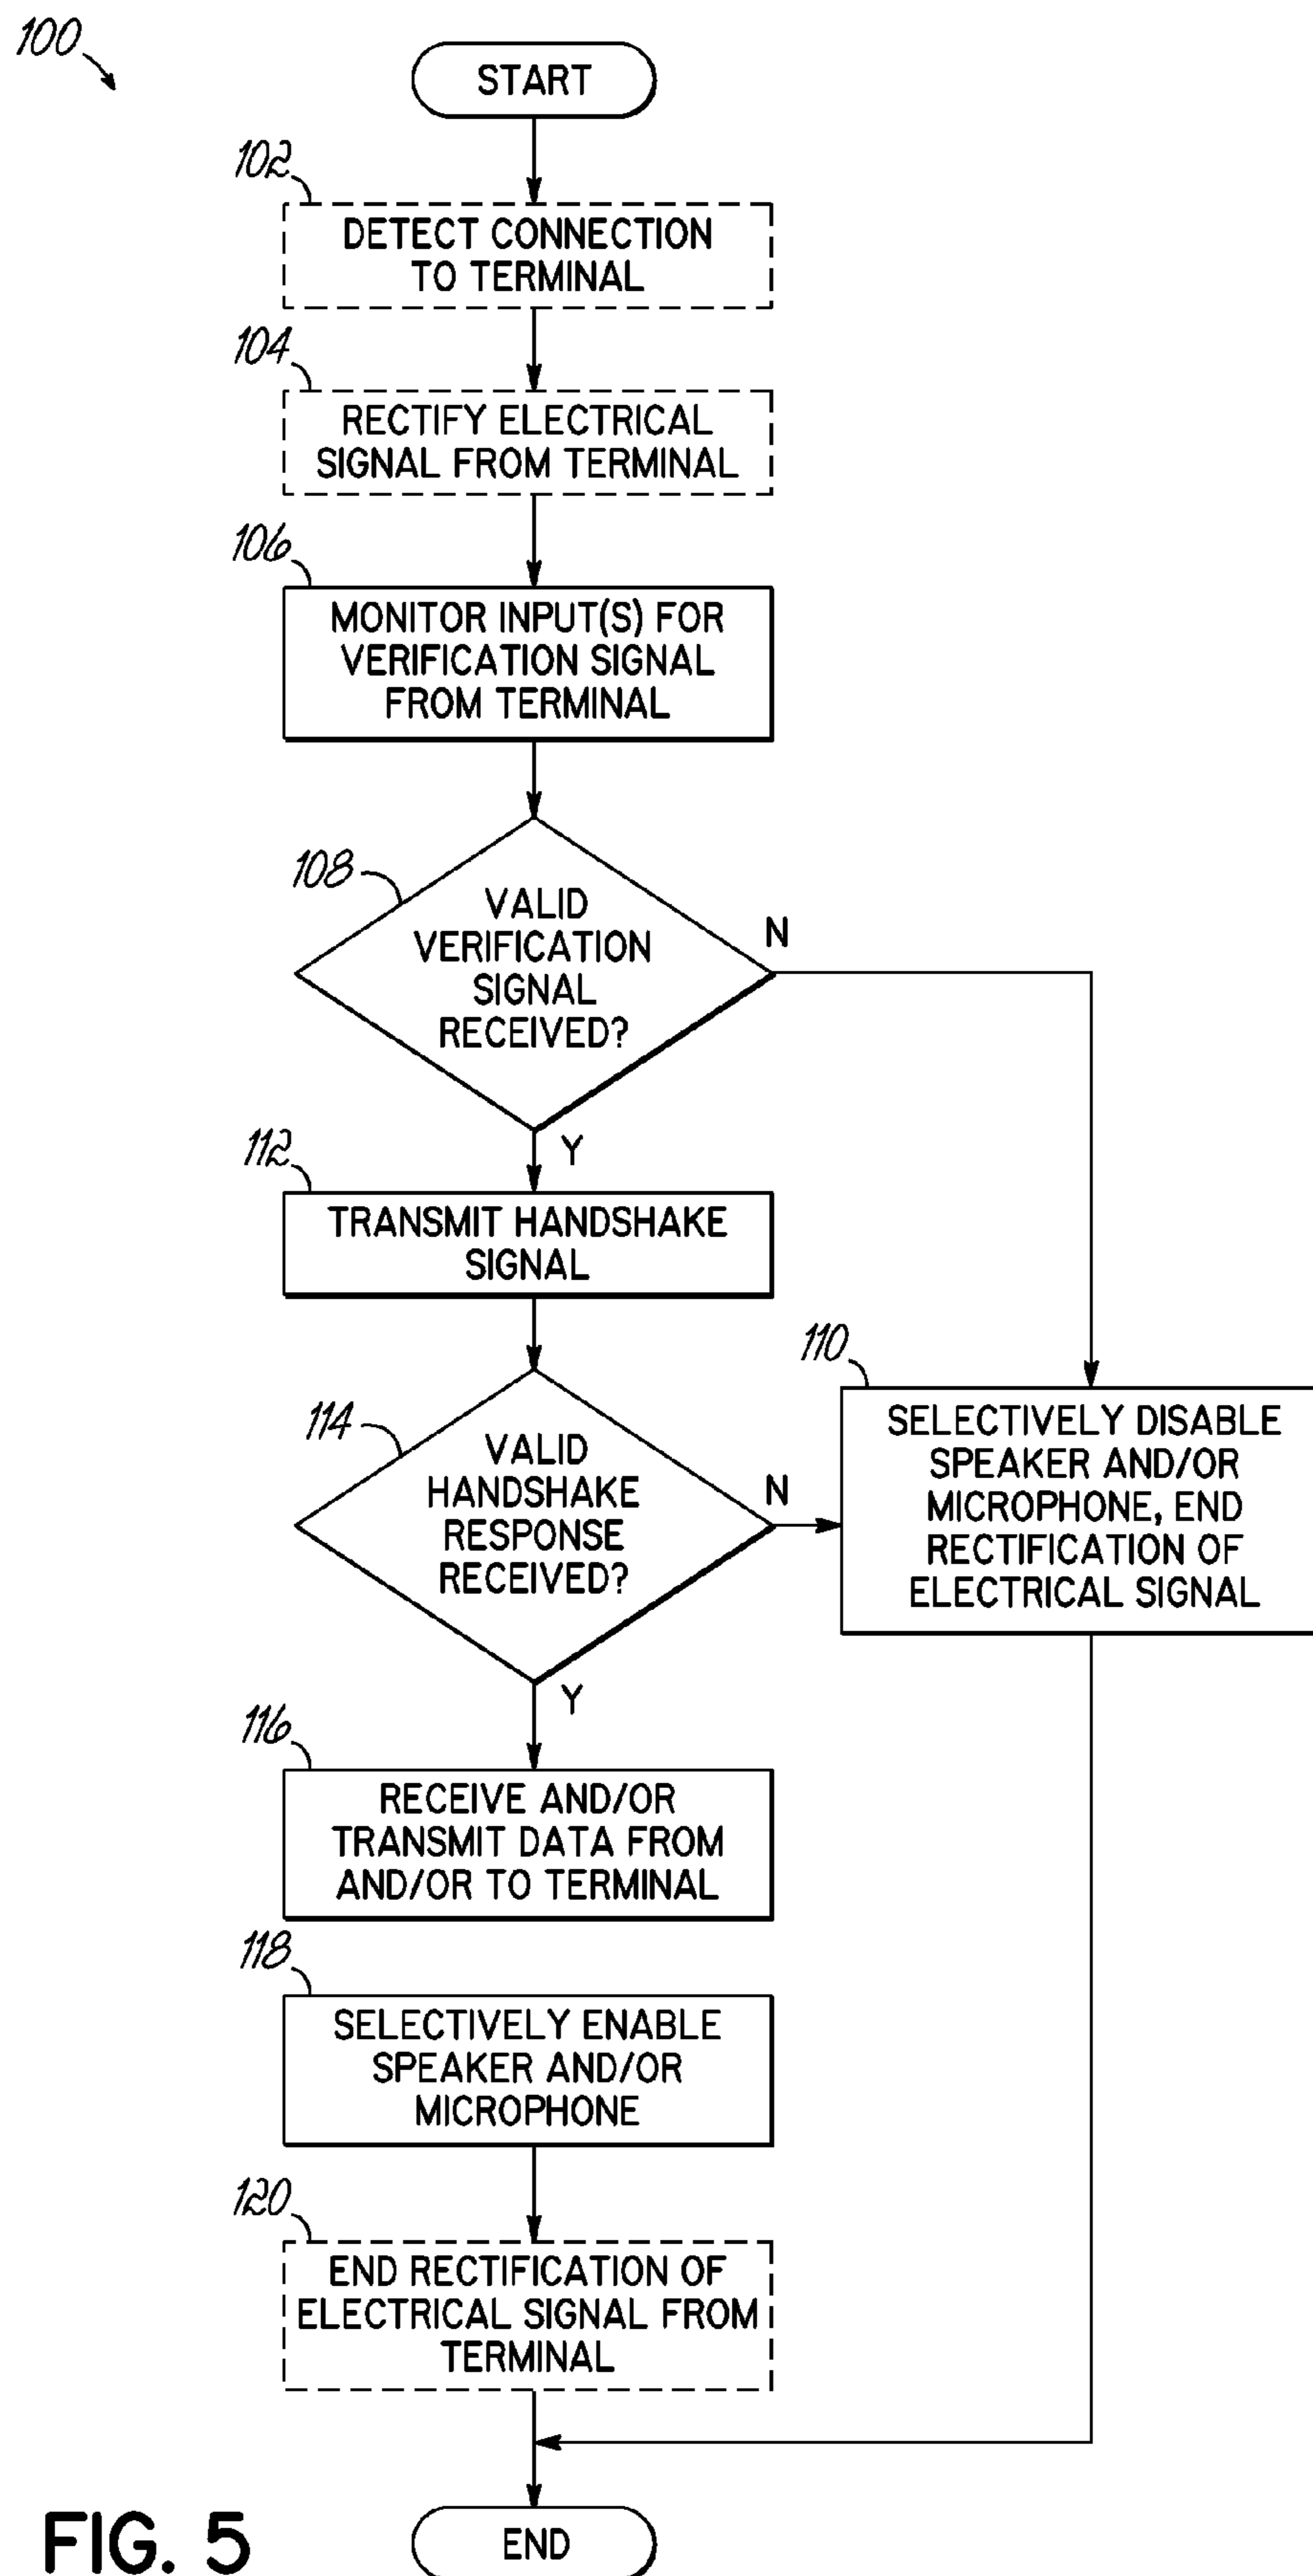 100
START
102
DETECT CONNECTION
TO TERMINAL
104
RECTIFY ELECTRICAL
SIGNAL FROM TERMINAL
106
MONITOR INPUT(S) FOR
VERIFICATION SIGNAL
FROM TERMINAL
108
VALID
VERIFICATION
SIGNAL
RECEIVED?
N
Y
112
TRANSMIT HANDSHAKE
SIGNAL
114
VALID
HANDSHAKE
RESPONSE
RECEIVED?
N
Y
110
SELECTIVELY DISABLE
SPEAKER AND/OR
MICROPHONE, END
RECTIFICATION OF
ELECTRICAL SIGNAL
116
RECEIVE AND/OR
TRANSMIT DATA FROM
AND/OR TO TERMINAL
118
SELECTIVELY ENABLE
SPEAKER AND/OR
MICROPHONE
120
END RECTIFICATION OF
ELECTRICAL SIGNAL FROM
TERMINAL
END
FIG. 5